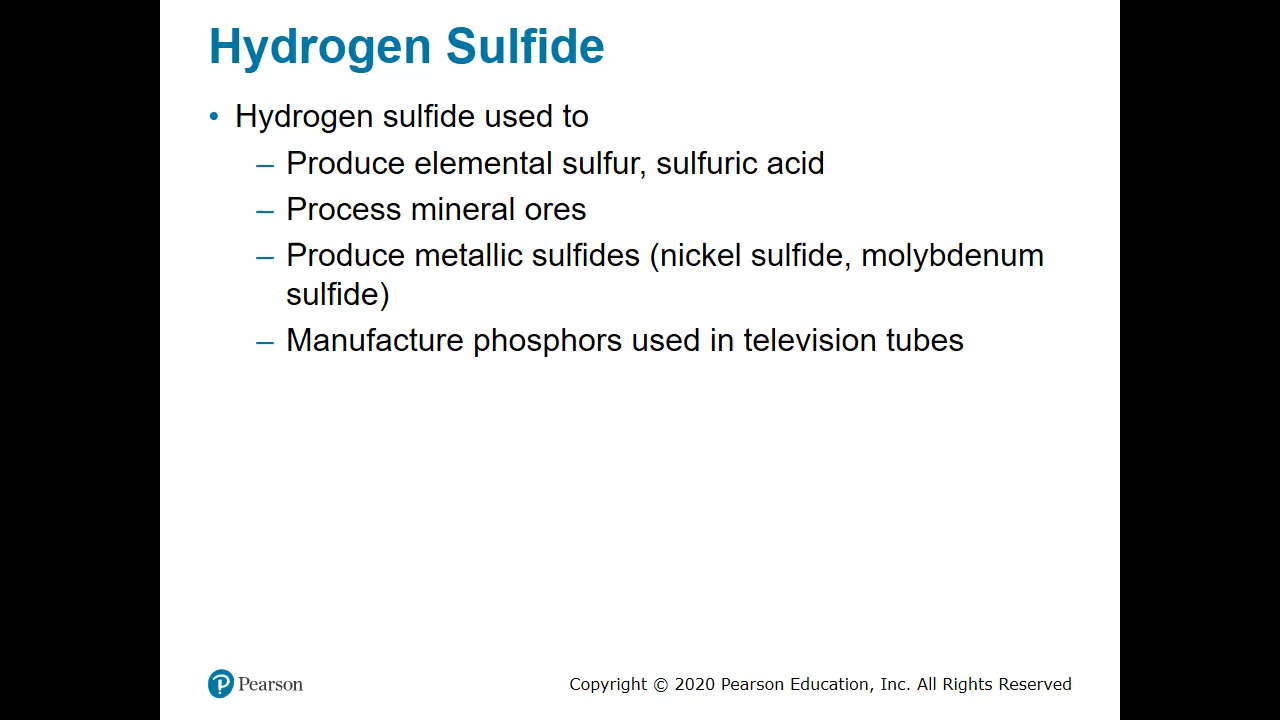 Hydrogen Sulfide
• Hydrogen sulfide used to
– Produce elemental sulfur, sulfuric acid
– Process mineral ores
– Produce metallic sulfides (nickel sulfide, molybdenum
sulfide)
– Manufacture phosphors used in television tubes
Pearson
Copyright © 2020 Pearson Education, Inc. All Rights Reserved